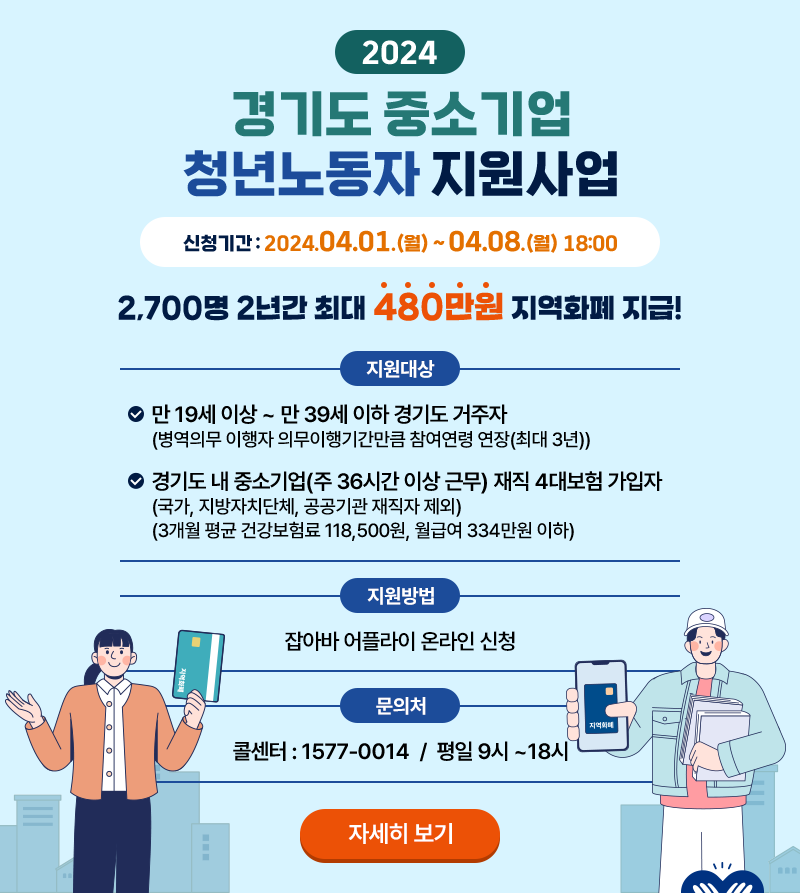 2024
경기도 중소기업
청년노동자 지원사업
신청기간 : 2024.04.01.(월) ~ 04.08.(월) 18:00
2,700명 2년간 최대 480만원 지역화폐 지급!
지원대상
만 19세 이상 ~ 만 39세 이하 경기도 거주자
(병역의무 이행자 의무이행기간만큼 참여연령 연장(최대 3년))
경기도 내 중소기업(주 36시간 이상 근무) 재직 4대보험 가입자
(국가, 지방자치단체, 공공기관 재직자 제외)
(3개월 평균 건강보험료 118,500원, 월급여 334만원 이하)
지원방법
잡아바 어플라이 온라인 신청
지역화폐
문의처
지역화폐
콜센터 : 1577-0014 / 평일 9시 ~18시
자세히 보기